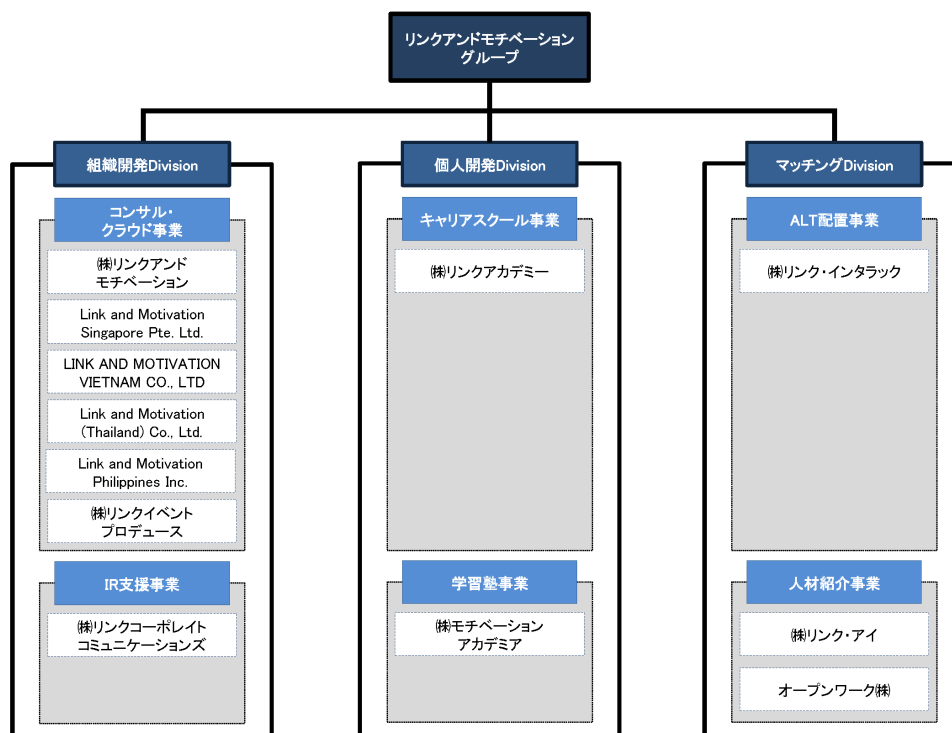 リンクアンドモチベーション
グループ
組織開発Division
コンサル・
クラウド事業
㈱リンクアンド
モチベーション
Link and Motivation
Singapore Pte. Ltd.
LINK AND MOTIVATION
VIETNAM CO., LTD
Link and Motivation
(Thailand) Co., Ltd.
Link and Motivation
Philippines Inc.
㈱リンクイベント
プロデュース
IR支援事業
㈱リンクコーポレイト
コミュニケーションズ
個人開発Division
キャリアスクール事業
㈱リンクアカデミー
学習塾事業
㈱モチベーション
アカデミア
マッチングDivision
ALT配置事業
㈱リンク・インタラック
人材紹介事業
㈱リンク・アイ
オープンワーク㈱